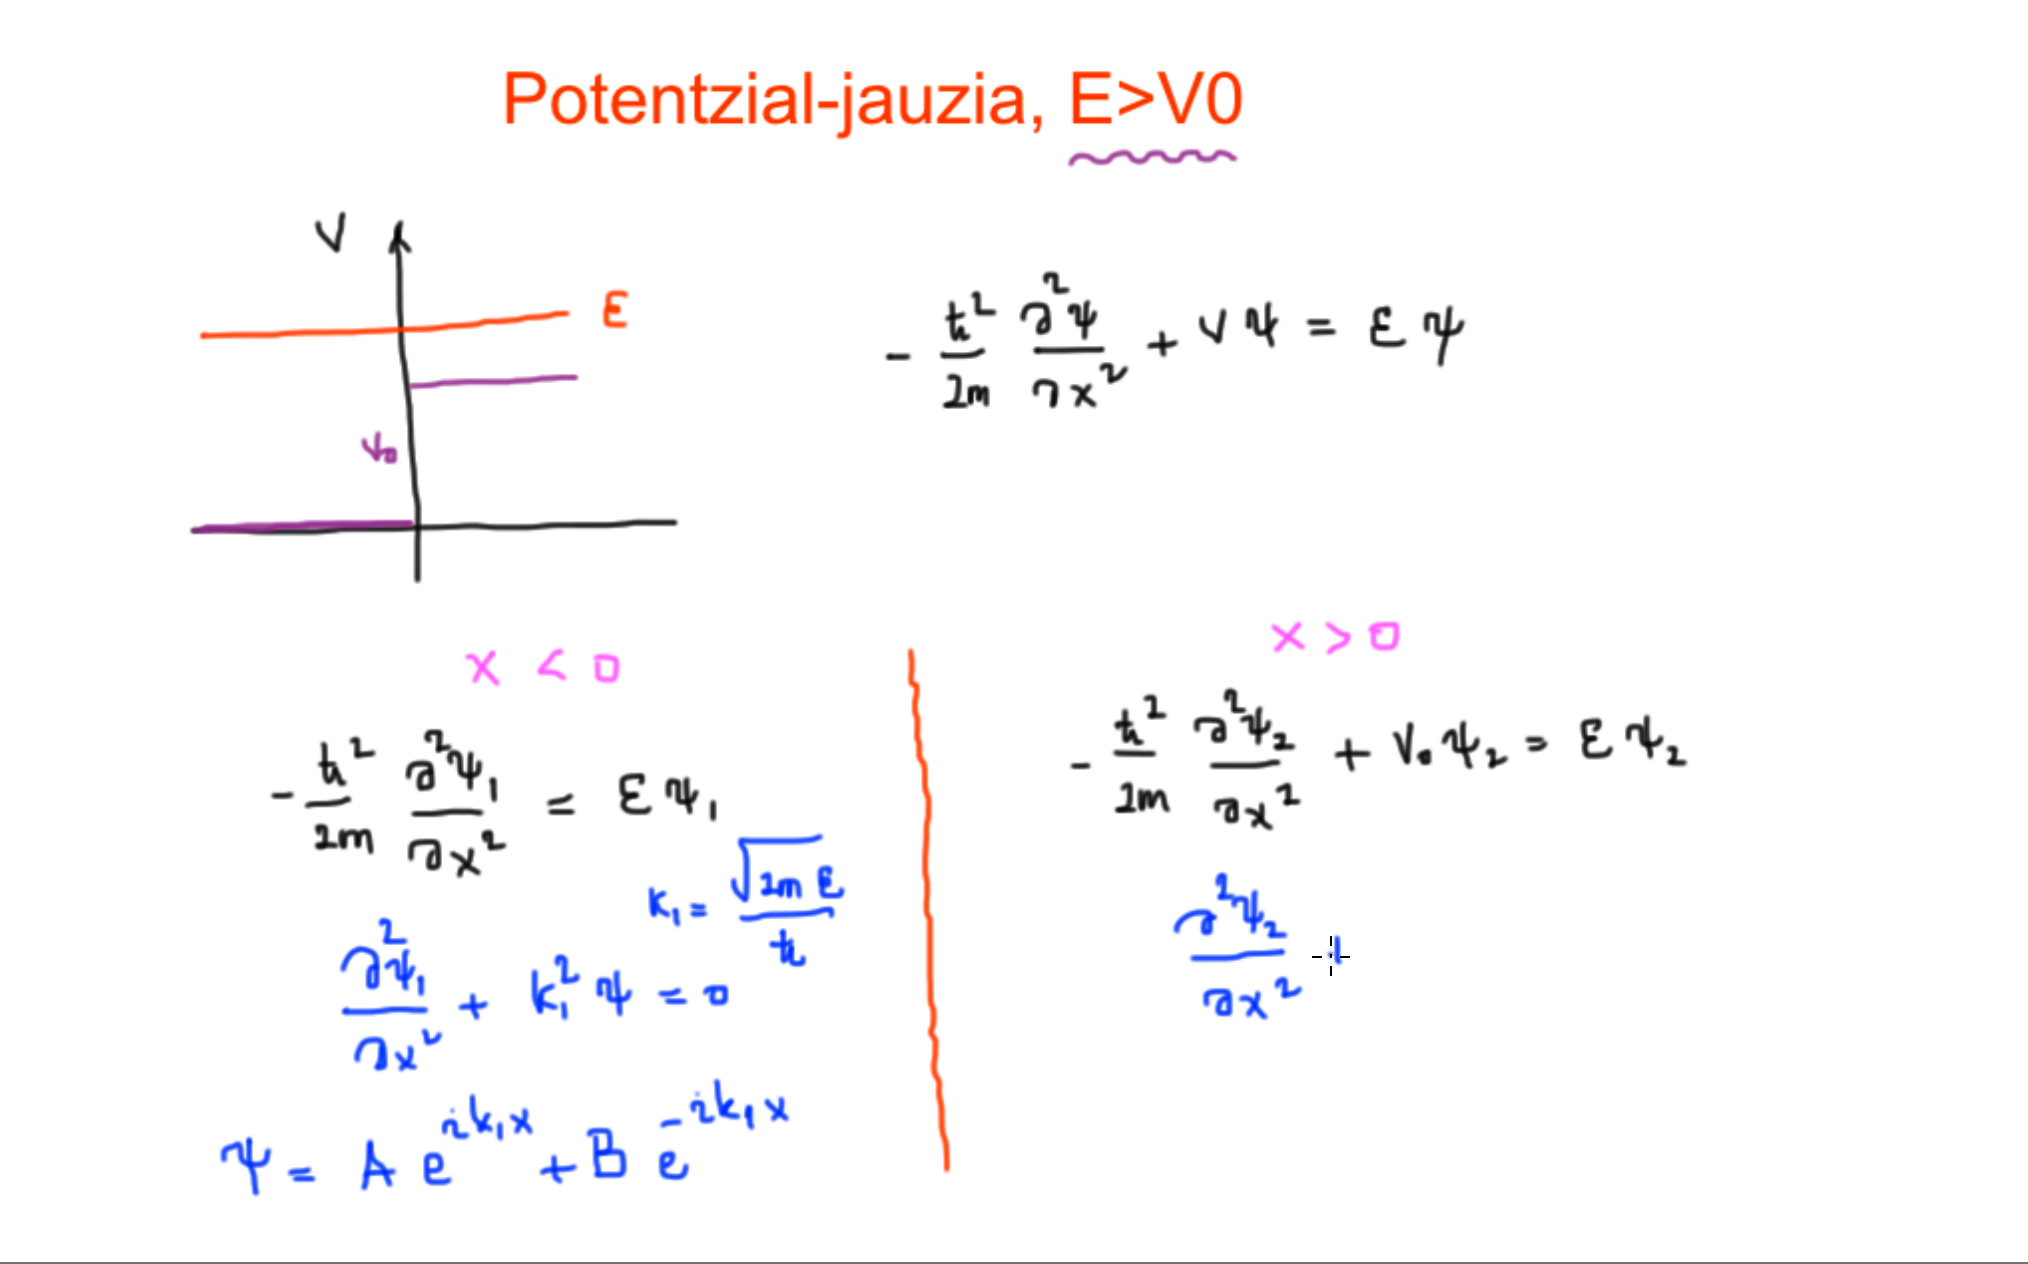 Potentzial-jauzia, E>V0
V
E
V₀
-ħ²/2m ∂²ψ/∂x² + Vψ = Eψ
x < 0
-ħ²/2m ∂²ψ₁/∂x² = Eψ₁
k₁ = √(2mE)/ħ
∂²ψ₁/∂x² + k₁²ψ = 0
ψ = A e^{ik₁x} + B e^{-ik₁x}
x > 0
-ħ²/2m ∂²ψ₂/∂x² + V₀ψ₂ = Eψ₂
∂²ψ₂/∂x² +